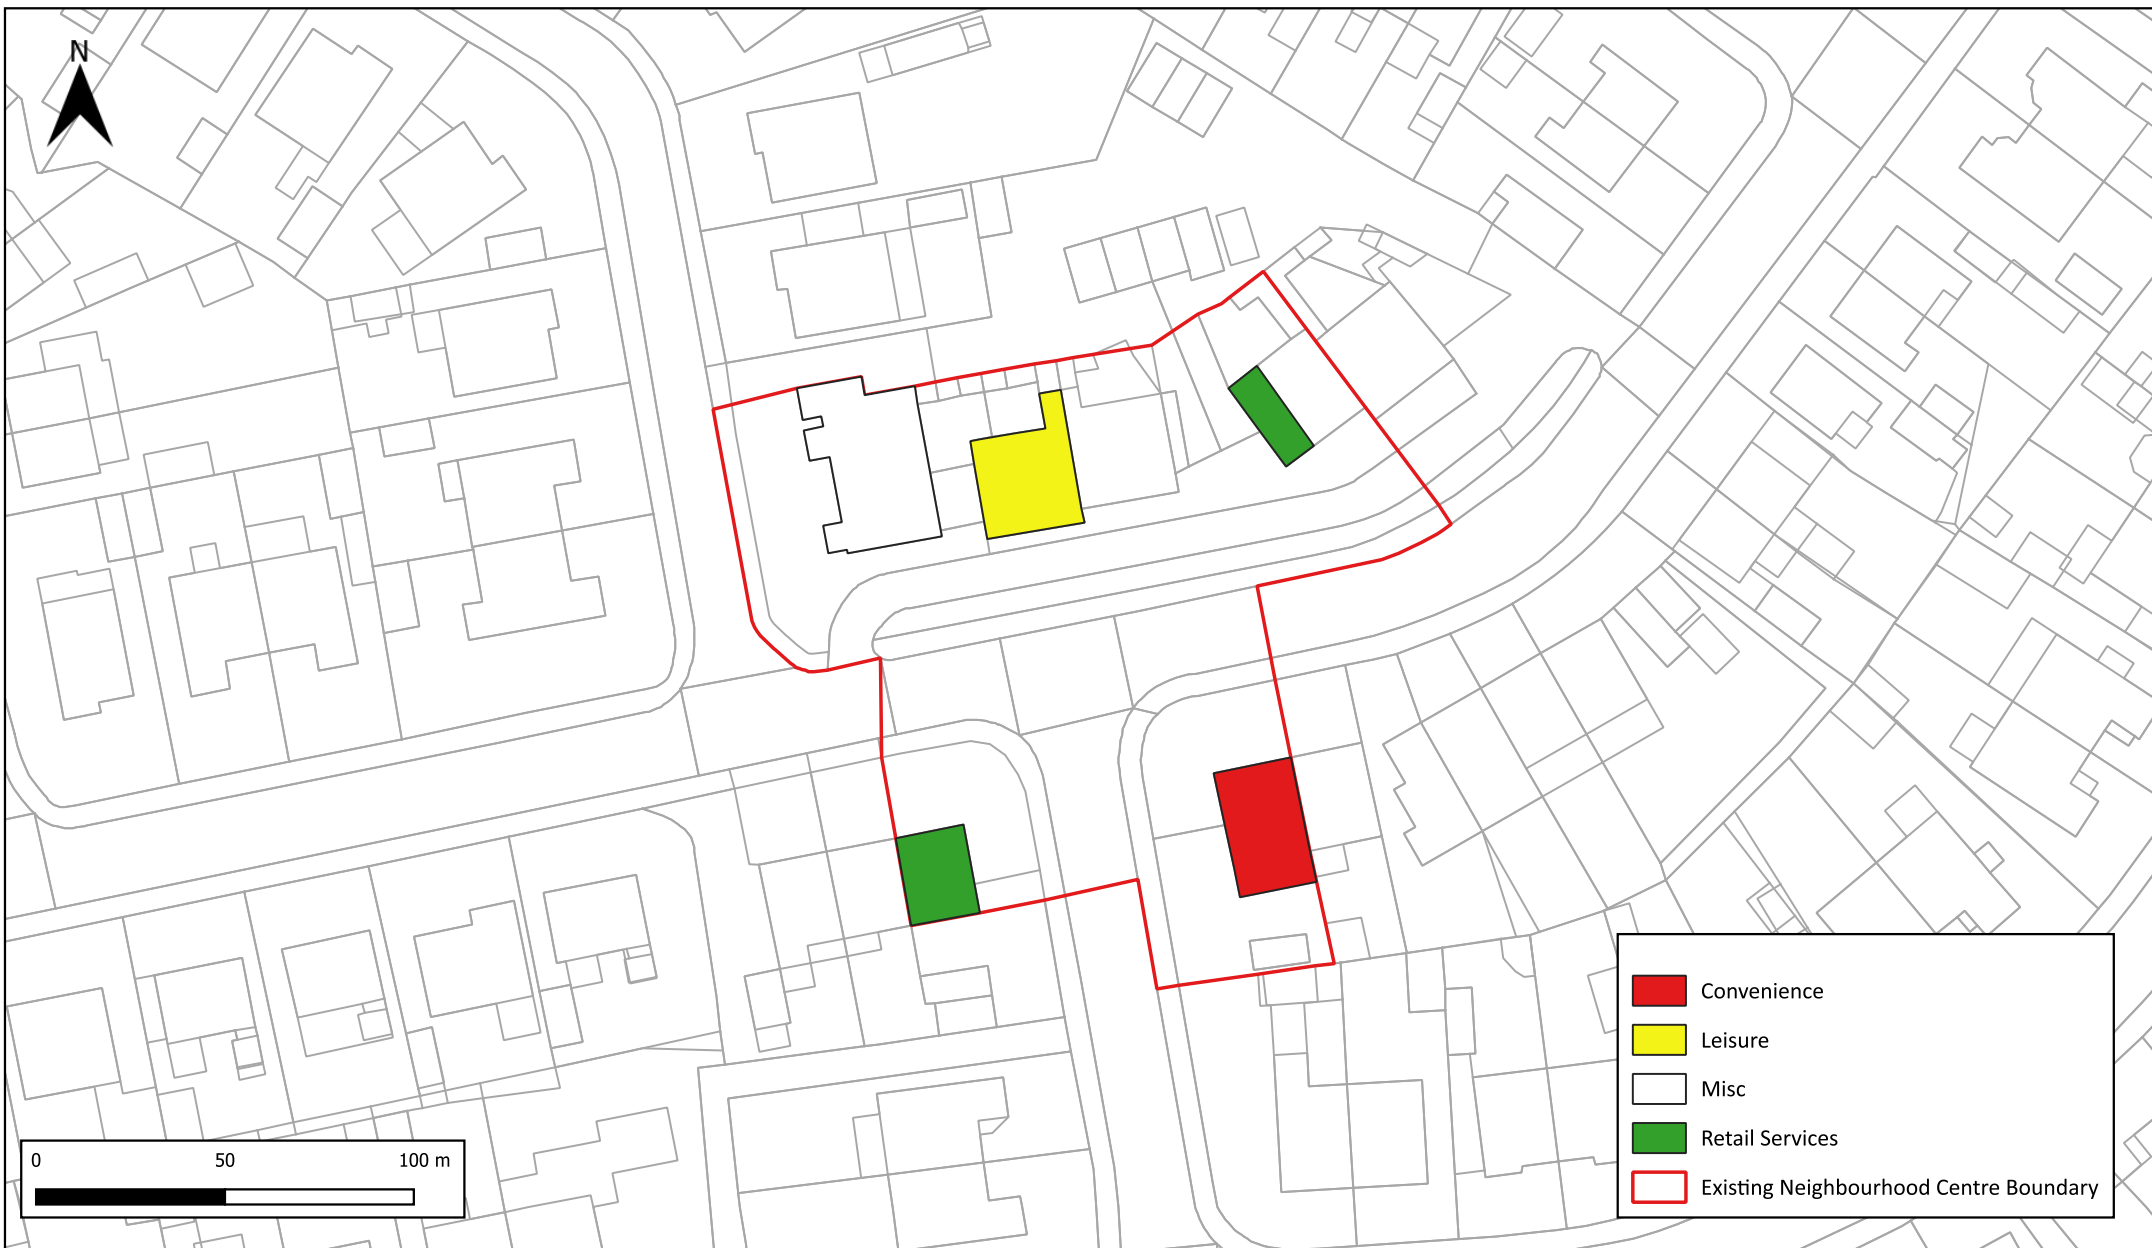 N
Convenience
Leisure
Misc
Retail Services
Existing Neighbourhood Centre Boundary
0 50 100 m